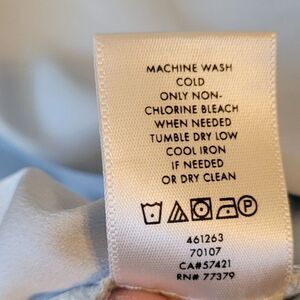 MACHINE WASH
COLD
ONLY NON-
CHLORINE BLEACH
WHEN NEEDED
TUMBLE DRY LOW
COOL IRON
IF NEEDED
OR DRY CLEAN
P
461263
70107
CA#57421
RN# 77379